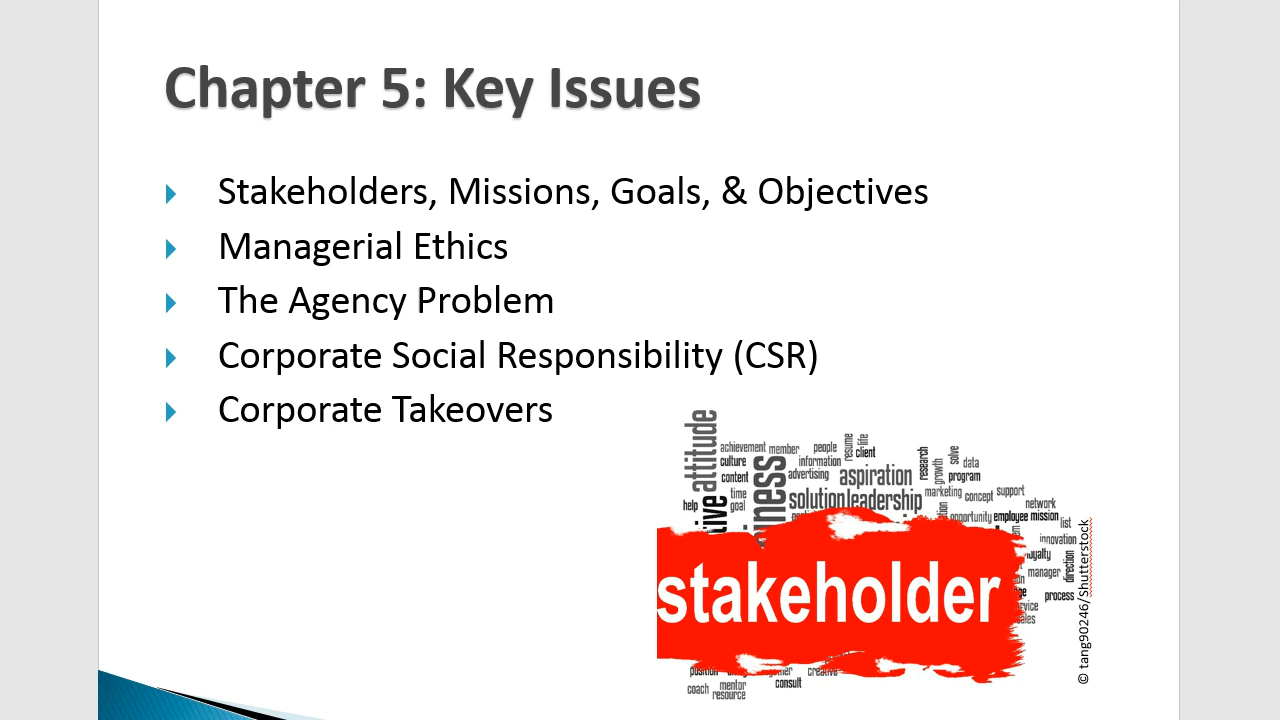 Chapter 5: Key Issues
Stakeholders, Missions, Goals, & Objectives
Managerial Ethics
The Agency Problem
Corporate Social Responsibility (CSR)
Corporate Takeovers
attitude
achievement member people resume life
culture information client research solve
content advertising aspiration growth data
program
time goal help
solution leadership marketing concept support
network
opportunity employee mission list
innovation
direction
manager
process
stakeholder
position
creative
coach mentor consult
resource
© tang90246/Shutterstock